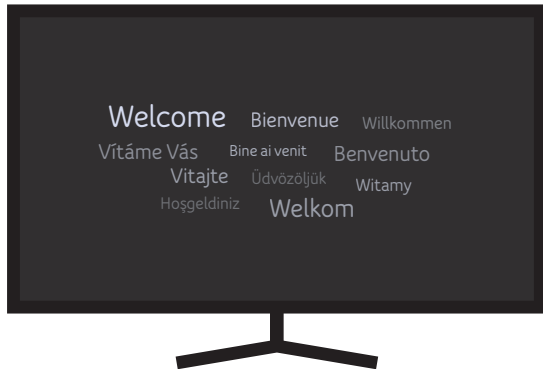 Welcome Bienvenue Willkommen
Vítáme Vás Bine ai venit Benvenuto
Vitajte Üdvözöljük Witamy
Hoşgeldiniz Welkom